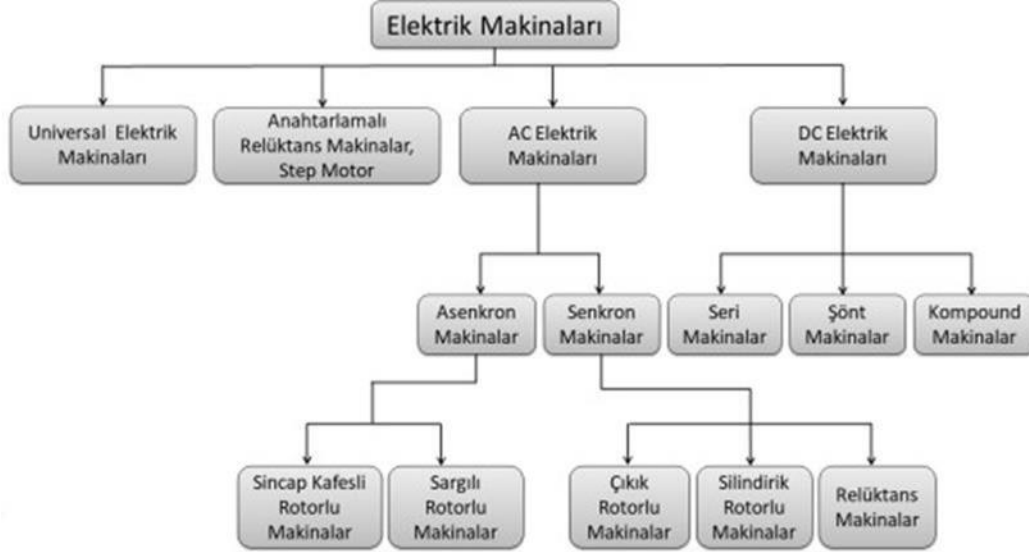 Elektrik Makinaları
Universal Elektrik
Makinaları
Anahtarlamalı
Relüktans Makinalar,
Step Motor
AC Elektrik
Makinaları
DC Elektrik
Makinaları
Asenkron
Makinalar
Senkron
Makinalar
Seri
Makinalar
Şönt
Makinalar
Kompound
Makinalar
Sincap Kafesli
Rotorlu
Makinalar
Sargılı
Rotorlu
Makinalar
Çıkık
Rotorlu
Makinalar
Silindirik
Rotorlu
Makinalar
Relüktans
Makinalar